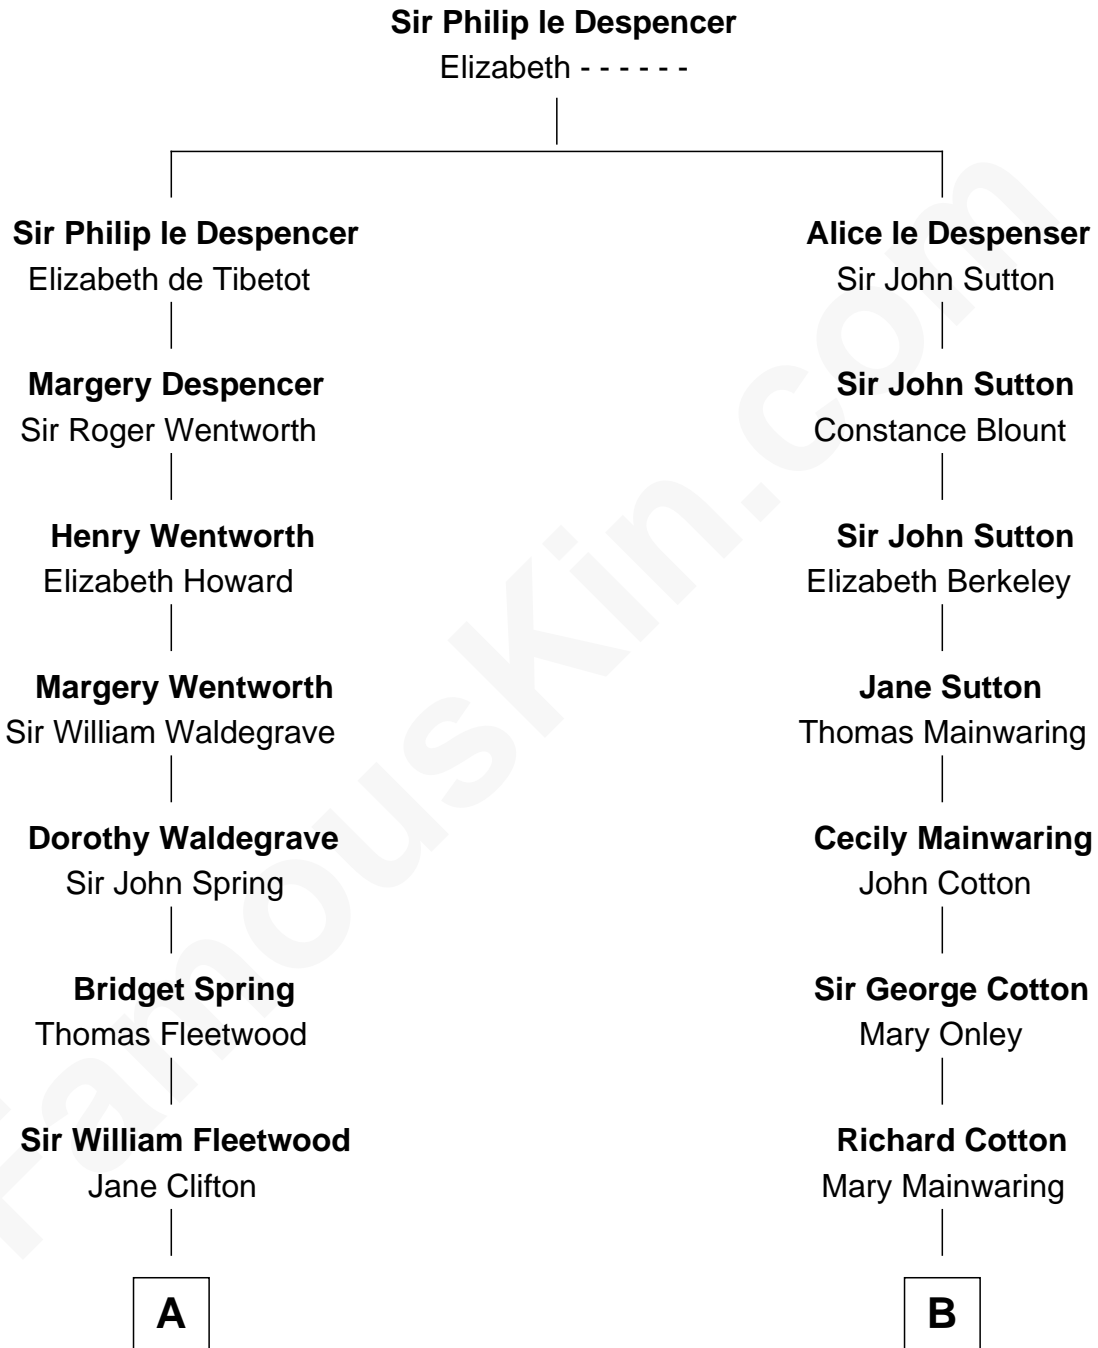 Sir Philip le Despencer
Elizabeth - - - - - -
Sir Philip le Despencer
Elizabeth de Tibetot
Alice le Despenser
Sir John Sutton
Margery Despencer
Sir Roger Wentworth
Sir John Sutton
Constance Blount
Henry Wentworth
Elizabeth Howard
Sir John Sutton
Elizabeth Berkeley
Margery Wentworth
Sir William Waldegrave
Jane Sutton
Thomas Mainwaring
Dorothy Waldegrave
Sir John Spring
Cecily Mainwaring
John Cotton
Bridget Spring
Thomas Fleetwood
Sir George Cotton
Mary Onley
Sir William Fleetwood
Jane Clifton
Richard Cotton
Mary Mainwaring
A
B
FamousKin.com